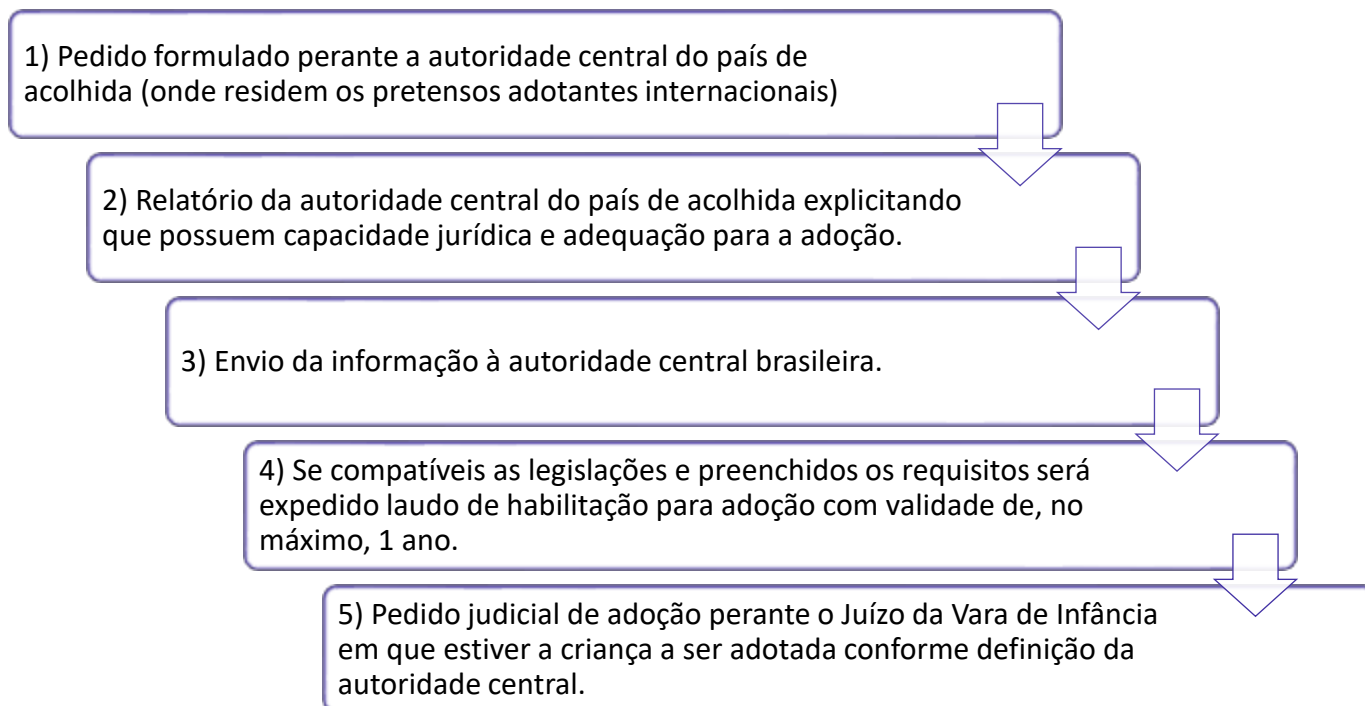 1) Pedido formulado perante a autoridade central do país de
acolhida (onde residem os pretensos adotantes internacionais)
2) Relatório da autoridade central do país de acolhida explicitando
que possuem capacidade jurídica e adequação para a adoção.
3) Envio da informação à autoridade central brasileira.
4) Se compatíveis as legislações e preenchidos os requisitos será
expedido laudo de habilitação para adoção com validade de, no
máximo, 1 ano.
5) Pedido judicial de adoção perante o Juízo da Vara de Infância
em que estiver a criança a ser adotada conforme definição da
autoridade central.